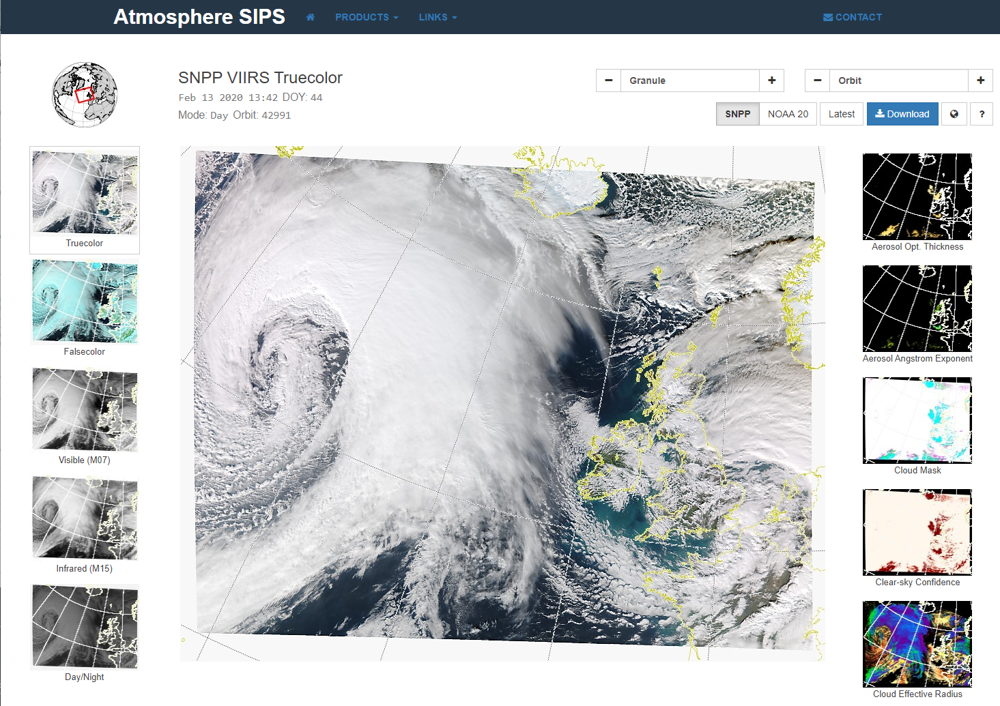 Atmosphere SIPS
PRODUCTS
LINKS
CONTACT
SNPP VIIRS Truecolor
Feb 13 2020 13:42 DOY: 44
Mode: Day Orbit: 42991
− Granule +
− Orbit +
SNPP
NOAA 20
Latest
Download
?
Truecolor
Falsecolor
Visible (M07)
Infrared (M15)
Day/Night
Aerosol Opt. Thickness
Aerosol Angstrom Exponent
Cloud Mask
Clear-sky Confidence
Cloud Effective Radius